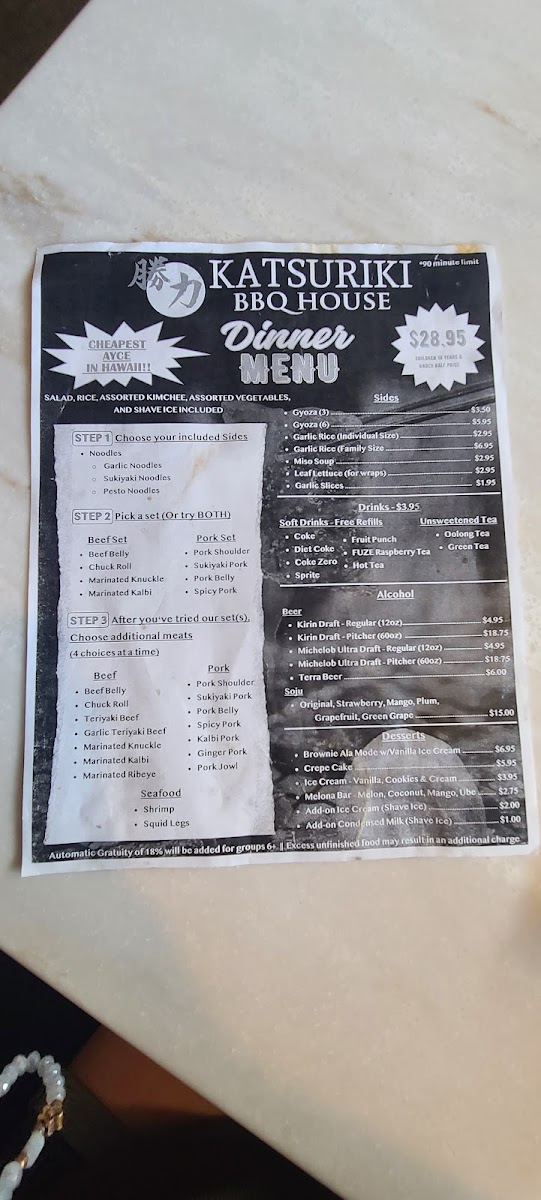 勝力
KATSURIKI
BBQ HOUSE
*90 minute limit
Dinner
MENU
CHEAPEST
AYCE
IN HAWAII!!
$28.95
CHILDREN 10 YEARS &
UNDER HALF PRICE
SALAD, RICE, ASSORTED KIMCHEE, ASSORTED VEGETABLES,
AND SHAVE ICE INCLUDED
STEP 1 Choose your included Sides
• Noodles
○ Garlic Noodles
○ Sukiyaki Noodles
○ Pesto Noodles
STEP 2 Pick a set (Or try BOTH)
Beef Set
• Beef Belly
• Chuck Roll
• Marinated Knuckle
• Marinated Kalbi
Pork Set
• Pork Shoulder
• Sukiyaki Pork
• Pork Belly
• Spicy Pork
STEP 3 After you've tried our set(s),
Choose additional meats
(4 choices at a time)
Beef
• Beef Belly
• Chuck Roll
• Teriyaki Beef
• Garlic Teriyaki Beef
• Marinated Knuckle
• Marinated Kalbi
• Marinated Ribeye
Pork
• Pork Shoulder
• Sukiyaki Pork
• Pork Belly
• Spicy Pork
• Kalbi Pork
• Ginger Pork
• Pork Jowl
Seafood
• Shrimp
• Squid Legs
Sides
• Gyoza (3) $3.50
• Gyoza (6) $5.95
• Garlic Rice (Individual Size) $2.95
• Garlic Rice (Family Size $6.95
• Miso Soup $2.95
• Leaf Lettuce (for wraps) $2.95
• Garlic Slices $1.95
Drinks - $3.95
Soft Drinks - Free Refills
• Coke
• Diet Coke
• Coke Zero
• Sprite
• Fruit Punch
• FUZE Raspberry Tea
• Hot Tea
Unsweetened Tea
• Oolong Tea
• Green Tea
Alcohol
Beer
• Kirin Draft - Regular (12oz) $4.95
• Kirin Draft - Pitcher (60oz) $18.75
• Michelob Ultra Draft - Regular (12oz) $4.95
• Michelob Ultra Draft - Pitcher (60oz) $18.75
• Terra Beer $6.00
Soju
• Original, Strawberry, Mango, Plum,
Grapefruit, Green Grape $15.00
Desserts
• Brownie Ala Mode w/Vanilla Ice Cream $6.95
• Crepe Cake $5.95
• Ice Cream - Vanilla, Cookies & Cream $3.95
• Melona Bar - Melon, Coconut, Mango, Ube $2.75
• Add-on Ice Cream (Shave Ice) $2.00
• Add-on Condensed Milk (Shave Ice) $1.00
Automatic Gratuity of 18% will be added for groups 6+ | Excess unfinished food may result in an additional charge